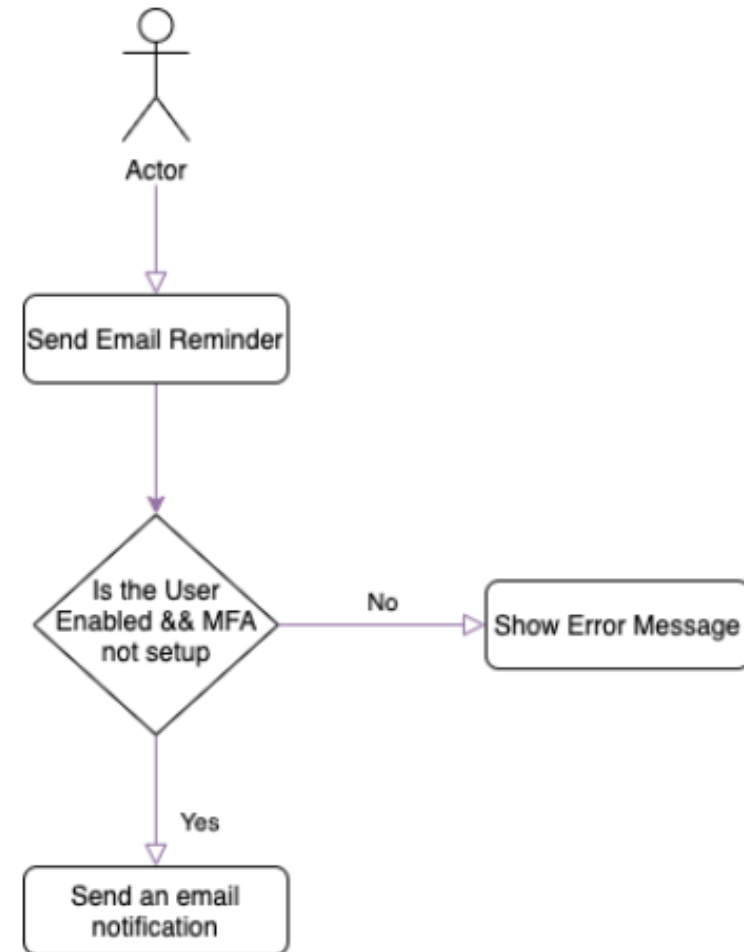 Actor
Send Email Reminder
Is the User
Enabled && MFA
not setup
No
Show Error Message
Yes
Send an email
notification